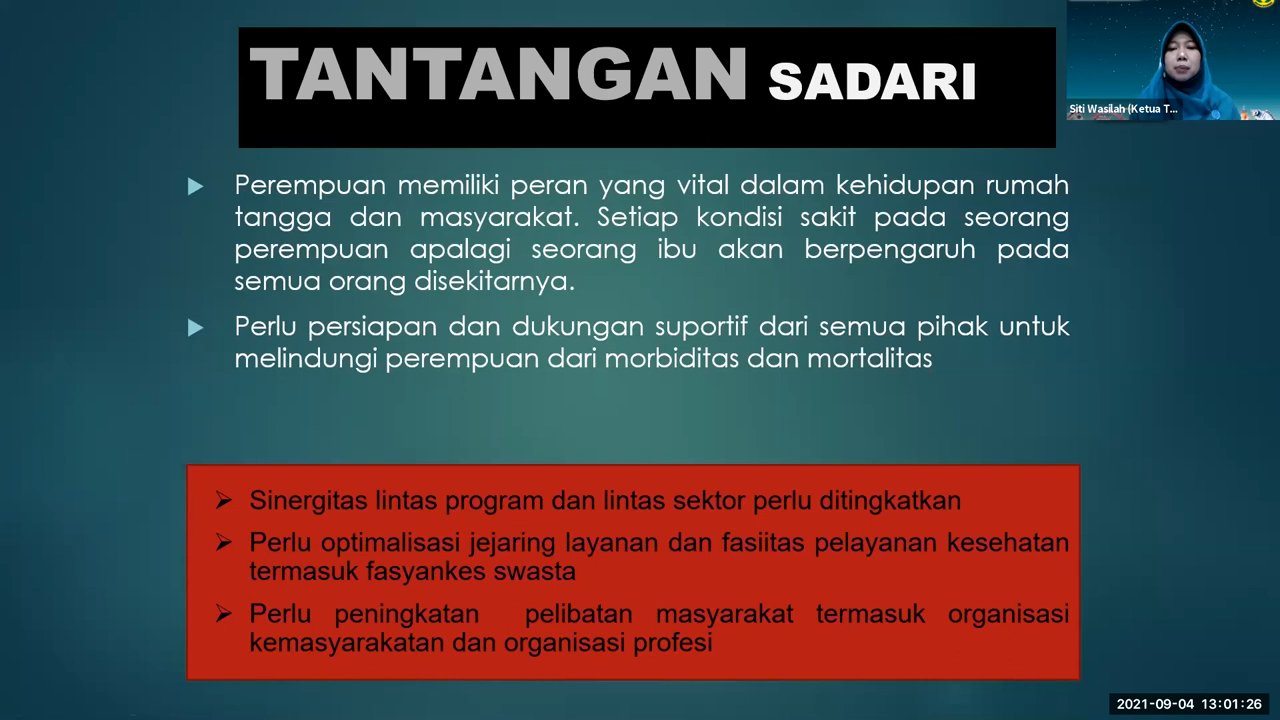 TANTANGAN SADARI
Siti Wasilah (Ketua T...
Perempuan memiliki peran yang vital dalam kehidupan rumah
tangga dan masyarakat. Setiap kondisi sakit pada seorang
perempuan apalagi seorang ibu akan berpengaruh pada
semua orang disekitarnya.
Perlu persiapan dan dukungan suportif dari semua pihak untuk
melindungi perempuan dari morbiditas dan mortalitas
Sinergitas lintas program dan lintas sektor perlu ditingkatkan
Perlu optimalisasi jejaring layanan dan fasiitas pelayanan kesehatan
termasuk fasyankes swasta
Perlu peningkatan pelibatan masyarakat termasuk organisasi
kemasyarakatan dan organisasi profesi
2021-09-04 13:01:26